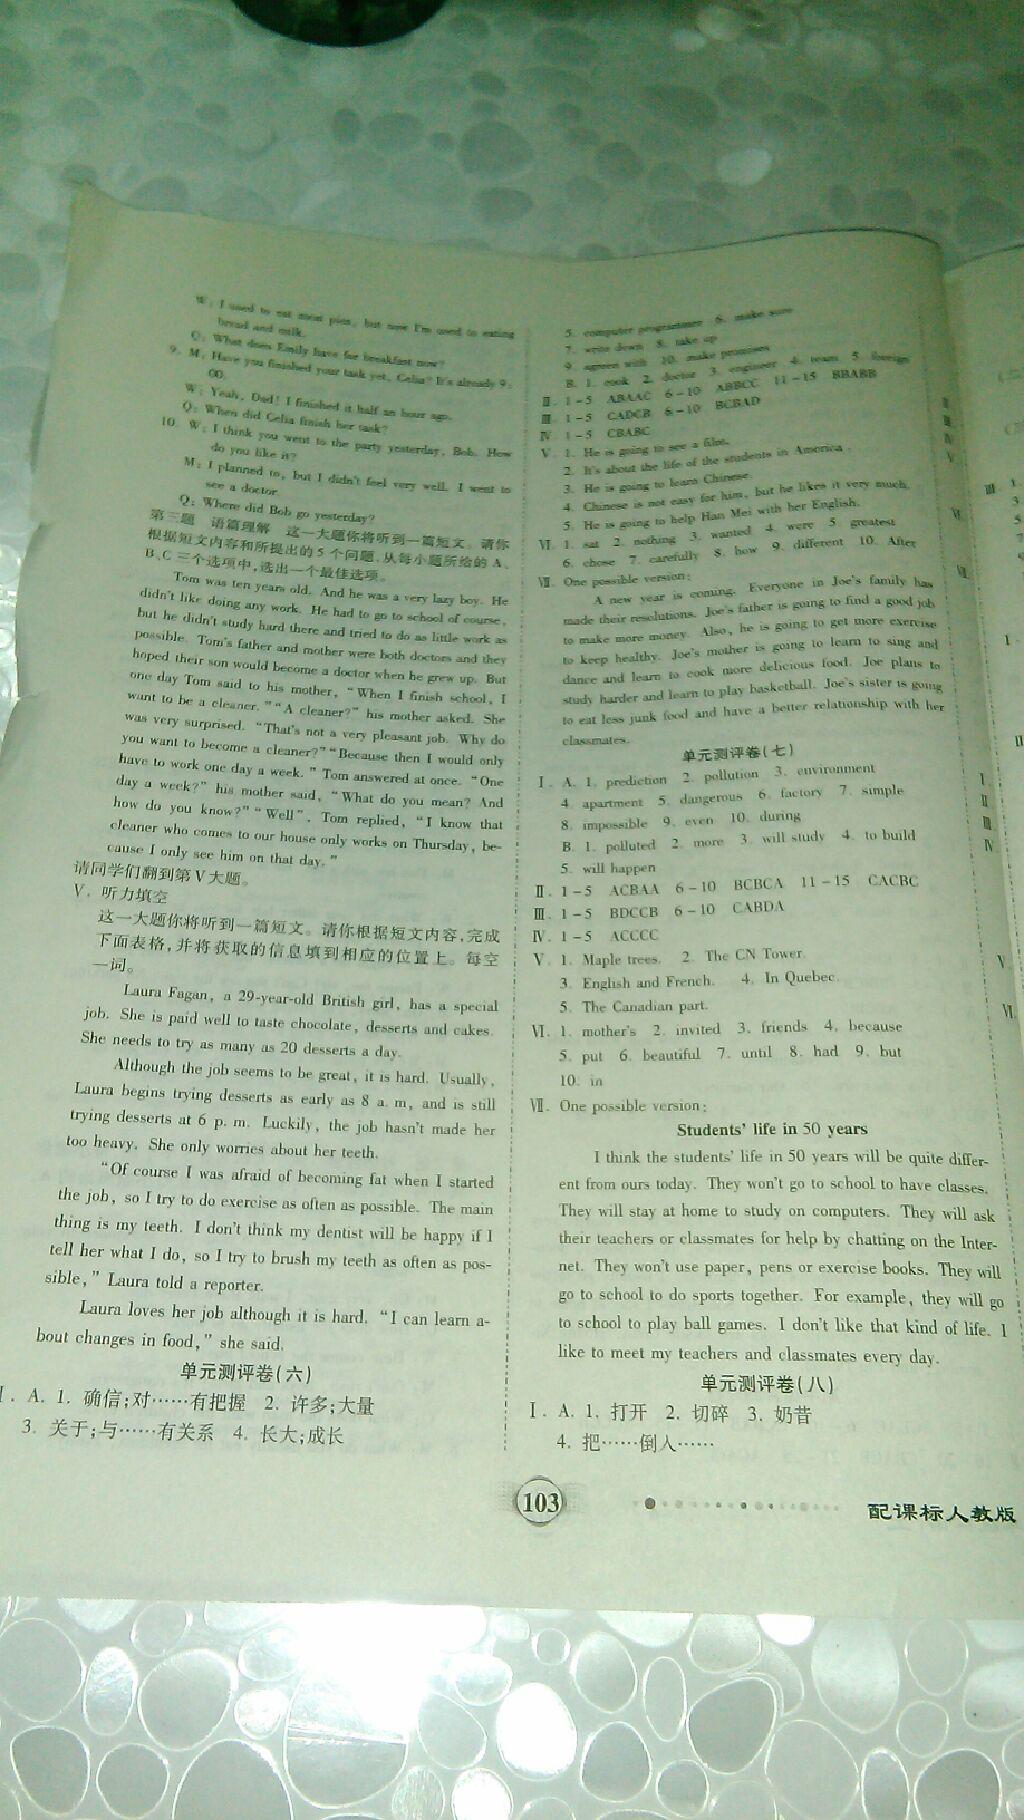 W: I used to eat meat pies, but now I'm used to eating
bread and milk.
Q: What does Emily have for breakfast now?
9. M: Have you finished your task yet, Celia? It's already 9:
00.
W: Yeah, Dad! I finished it half an hour ago.
Q: When did Celia finish her task?
10. W: I think you went to the party yesterday, Bob. How
do you like it?
M: I planned to, but I didn't feel very well. I went to
see a doctor.
Q: Where did Bob go yesterday?
第三题 语篇理解 这一大题你将听到一篇短文。请你
根据短文内容和所提出的5个问题,从每小题所给的A、
B、C三个选项中,选出一个最佳选项。
Tom was ten years old. And he was a very lazy boy. He
didn't like doing any work. He had to go to school of course,
but he didn't study hard there and tried to do as little work as
possible. Tom's father and mother were both doctors and they
hoped their son would become a doctor when he grew up. But
one day Tom said to his mother, "When I finish school, I
want to be a cleaner." "A cleaner?" his mother asked. She
was very surprised. "That's not a very pleasant job. Why do
you want to become a cleaner?" "Because then I would only
have to work one day a week." Tom answered at once. "One
day a week?" his mother said, "What do you mean? And
how do you know?" "Well", Tom replied, "I know that
cleaner who comes to our house only works on Thursday, be-
cause I only see him on that day."
请同学们翻到第Ⅴ大题。
Ⅴ. 听力填空
这一大题你将听到一篇短文。请你根据短文内容,完成
下面表格,并将获取的信息填到相应的位置上。每空
一词。
Laura Fagan, a 29-year-old British girl, has a special
job. She is paid well to taste chocolate, desserts and cakes.
She needs to try as many as 20 desserts a day.
Although the job seems to be great, it is hard. Usually,
Laura begins trying desserts as early as 8 a. m, and is still
trying desserts at 6 p. m. Luckily, the job hasn't made her
too heavy. She only worries about her teeth.
"Of course I was afraid of becoming fat when I started
the job, so I try to do exercise as often as possible. The main
thing is my teeth. I don't think my dentist will be happy if I
tell her what I do, so I try to brush my teeth as often as pos-
sible," Laura told a reporter.
Laura loves her job although it is hard. "I can learn a-
bout changes in food," she said.
单元测评卷(六)
Ⅰ. A. 1. 确信;对……有把握 2. 许多;大量
3. 关于;与……有关系 4. 长大;成长
5. computer programmer 6. make sure
7. write down 8. take up
9. agree with 10. make promises
B. 1. cook 2. doctor 3. engineer 4. team 5. foreign
Ⅱ. 1-5 ABAAC 6-10 ABBCC 11-15 BBABB
Ⅲ. 1-5 CADCB 6-10 BCBAD
Ⅳ 1-5 CBABC
Ⅴ. 1. He is going to see a film.
2. It's about the life of the students in America.
3. He is going to learn Chinese.
4. Chinese is not easy for him, but he likes it very much.
5. He is going to help Han Mei with her English.
Ⅵ. 1. sat 2. nothing 3. wanted 4. were 5. greatest
6. chose 7. carefully 8. how 9. different 10. After
Ⅶ. One possible version:
A new year is coming. Everyone in Joe's family has
made their resolutions. Joe's father is going to find a good job
to make more money. Also, he is going to get more exercise
to keep healthy. Joe's mother is going to learn to sing and
dance and learn to cook more delicious food. Joe plans to
study harder and learn to play basketball. Joe's sister is going
to eat less junk food and have a better relationship with her
classmates.
单元测评卷(七)
Ⅰ. A. 1. prediction 2. pollution 3. environment
4. apartment 5. dangerous 6. factory 7. simple
8. impossible 9. even 10. during
B. 1. polluted 2. more 3. will study 4. to build
5. will happen
Ⅱ. 1-5 ACBAA 6-10 BCBCA 11-15 CACBC
Ⅲ. 1-5 BDCCB 6-10 CABDA
Ⅳ. 1-5 ACCCC
Ⅴ. 1. Maple trees. 2. The CN Tower.
3. English and French. 4. In Quebec.
5. The Canadian part.
Ⅵ. 1. mother's 2. invited 3. friends 4. because
5. put 6. beautiful 7. until 8. had 9. but
10. in
Ⅶ. One possible version:
Students' life in 50 years
I think the students' life in 50 years will be quite differ-
ent from ours today. They won't go to school to have classes.
They will stay at home to study on computers. They will ask
their teachers or classmates for help by chatting on the Inter-
net. They won't use paper, pens or exercise books. They will
go to school to do sports together. For example, they will go
to school to play ball games. I don't like that kind of life. I
like to meet my teachers and classmates every day.
单元测评卷(八)
Ⅰ. A. 1. 打开 2. 切碎 3. 奶昔
4. 把……倒入……
103
配课标人教版